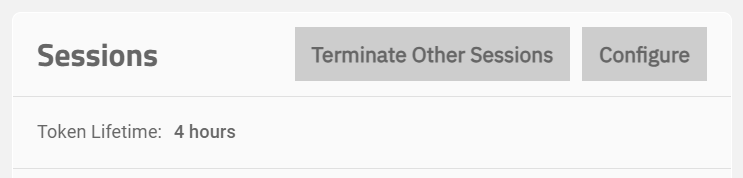 Sessions
Terminate Other Sessions
Configure
Token Lifetime: 4 hours